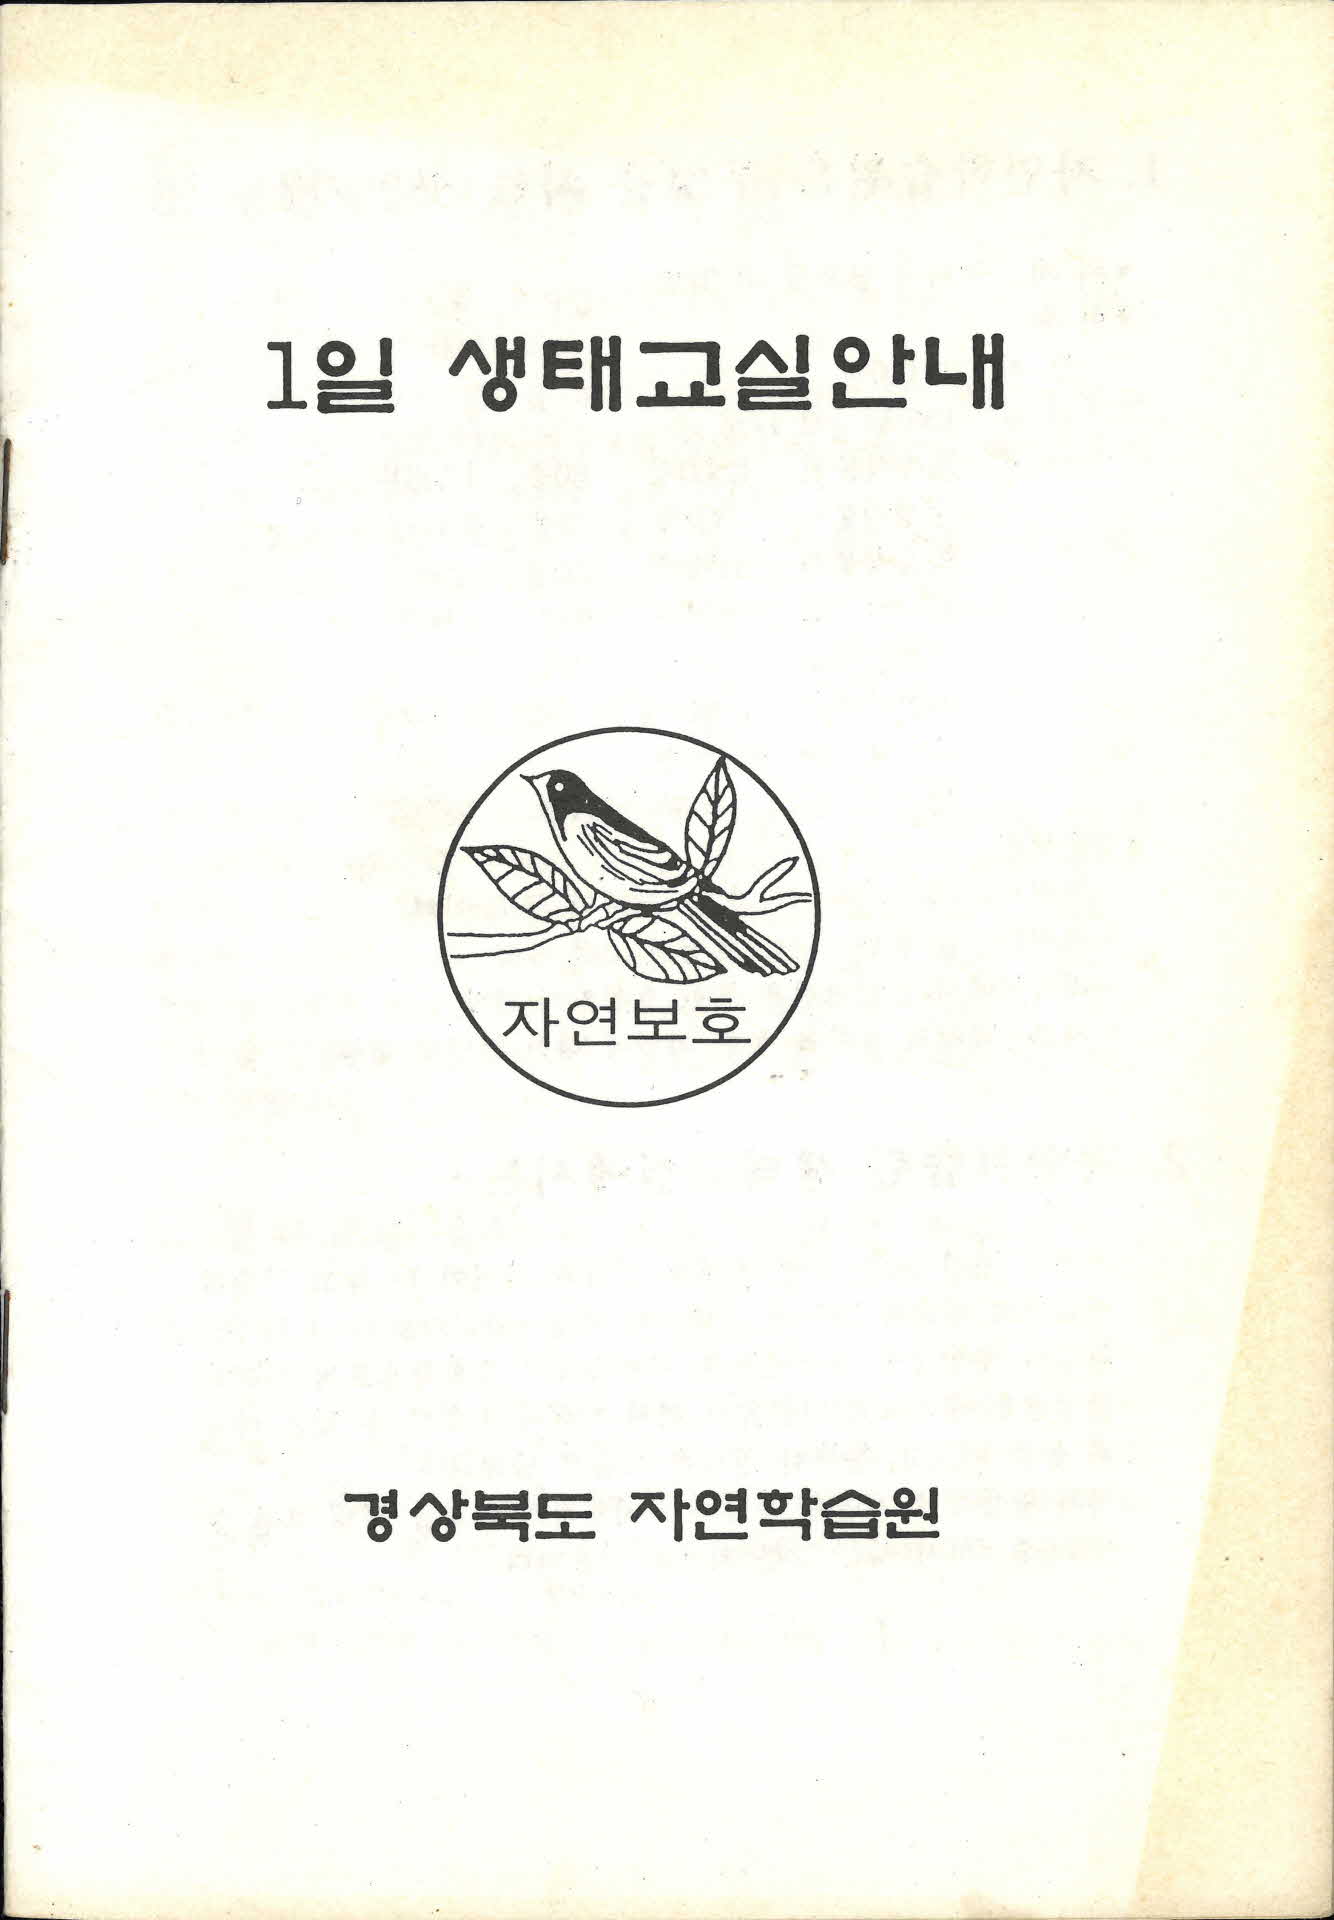 1일 생태교실안내
자연보호
경상북도 자연학습원